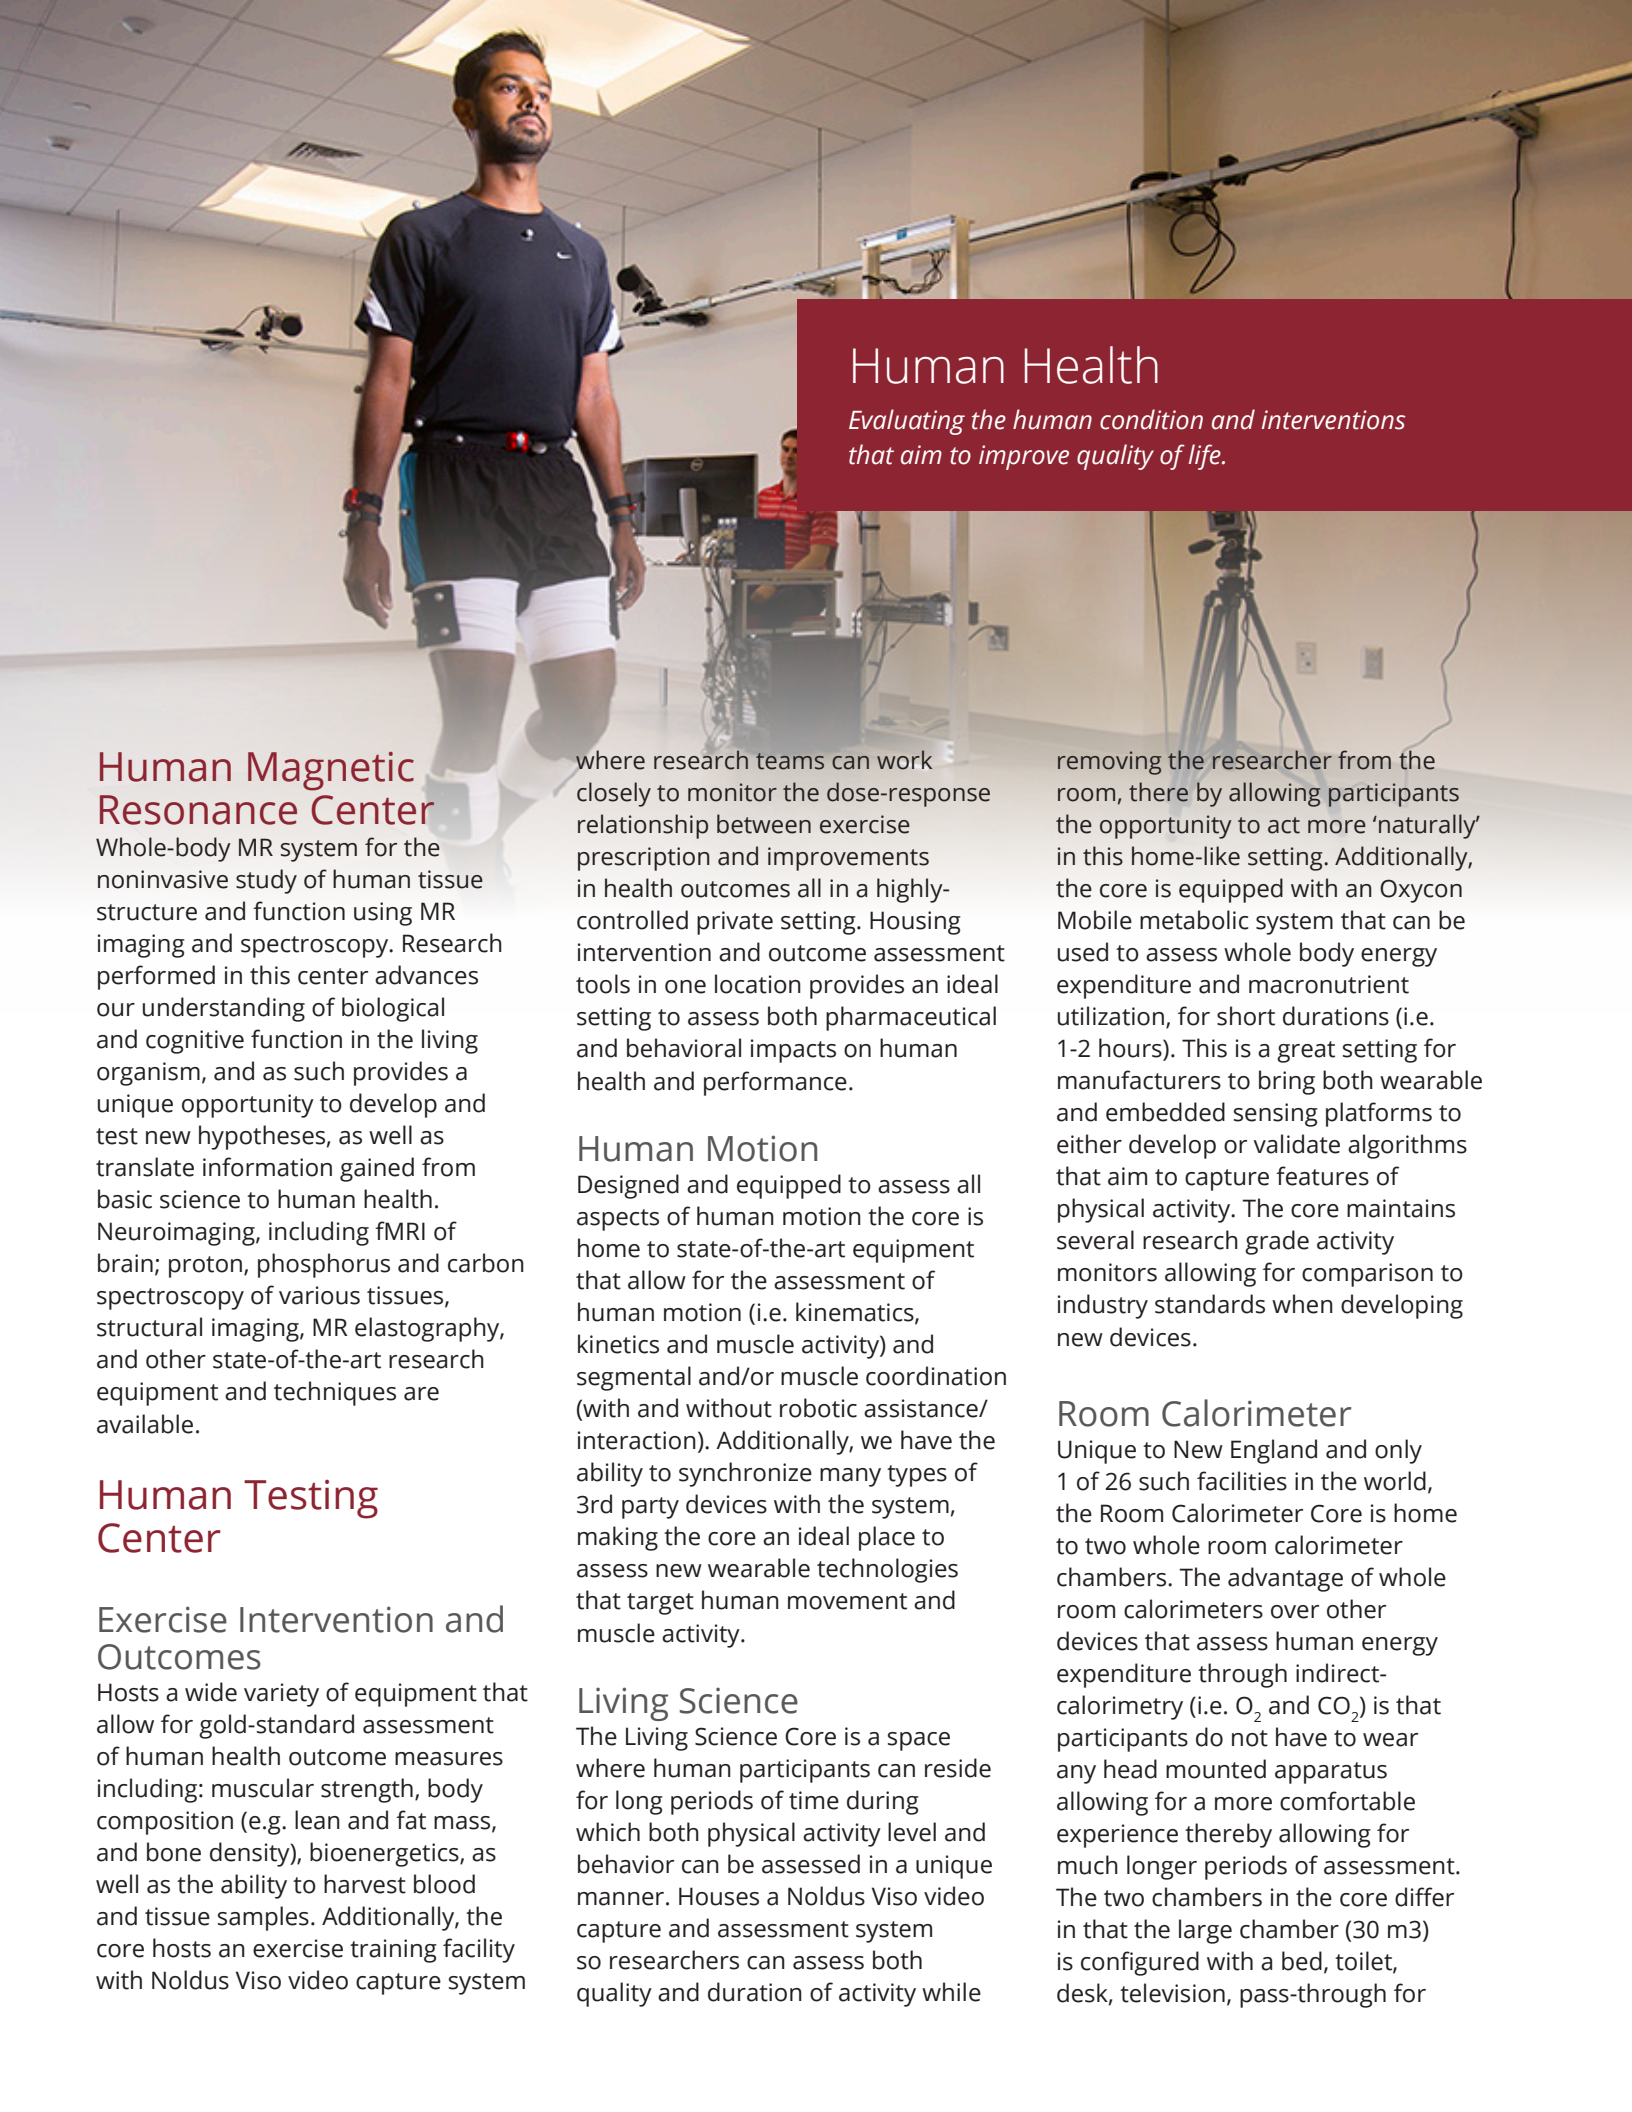 Human Health
Evaluating the human condition and interventions
that aim to improve quality of life.
Human Magnetic
Resonance Center
Whole-body MR system for the
noninvasive study of human tissue
structure and function using MR
imaging and spectroscopy. Research
performed in this center advances
our understanding of biological
and cognitive function in the living
organism, and as such provides a
unique opportunity to develop and
test new hypotheses, as well as
translate information gained from
basic science to human health.
Neuroimaging, including fMRI of
brain; proton, phosphorus and carbon
spectroscopy of various tissues,
structural imaging, MR elastography,
and other state-of-the-art research
equipment and techniques are
available.
Human Testing
Center
Exercise Intervention and
Outcomes
Hosts a wide variety of equipment that
allow for gold-standard assessment
of human health outcome measures
including: muscular strength, body
composition (e.g. lean and fat mass,
and bone density), bioenergetics, as
well as the ability to harvest blood
and tissue samples. Additionally, the
core hosts an exercise training facility
with Noldus Viso video capture system
where research teams can work
closely to monitor the dose-response
relationship between exercise
prescription and improvements
in health outcomes all in a highly-
controlled private setting. Housing
intervention and outcome assessment
tools in one location provides an ideal
setting to assess both pharmaceutical
and behavioral impacts on human
health and performance.
Human Motion
Designed and equipped to assess all
aspects of human motion the core is
home to state-of-the-art equipment
that allow for the assessment of
human motion (i.e. kinematics,
kinetics and muscle activity) and
segmental and/or muscle coordination
(with and without robotic assistance/
interaction). Additionally, we have the
ability to synchronize many types of
3rd party devices with the system,
making the core an ideal place to
assess new wearable technologies
that target human movement and
muscle activity.
Living Science
The Living Science Core is a space
where human participants can reside
for long periods of time during
which both physical activity level and
behavior can be assessed in a unique
manner. Houses a Noldus Viso video
capture and assessment system
so researchers can assess both
quality and duration of activity while
removing the researcher from the
room, there by allowing participants
the opportunity to act more ‘naturally’
in this home-like setting. Additionally,
the core is equipped with an Oxycon
Mobile metabolic system that can be
used to assess whole body energy
expenditure and macronutrient
utilization, for short durations (i.e.
1-2 hours). This is a great setting for
manufacturers to bring both wearable
and embedded sensing platforms to
either develop or validate algorithms
that aim to capture features of
physical activity. The core maintains
several research grade activity
monitors allowing for comparison to
industry standards when developing
new devices.
Room Calorimeter
Unique to New England and only
1 of 26 such facilities in the world,
the Room Calorimeter Core is home
to two whole room calorimeter
chambers. The advantage of whole
room calorimeters over other
devices that assess human energy
expenditure through indirect-
calorimetry (i.e. O₂ and CO₂) is that
participants do not have to wear
any head mounted apparatus
allowing for a more comfortable
experience thereby allowing for
much longer periods of assessment.
The two chambers in the core differ
in that the large chamber (30 m3)
is configured with a bed, toilet,
desk, television, pass-through for